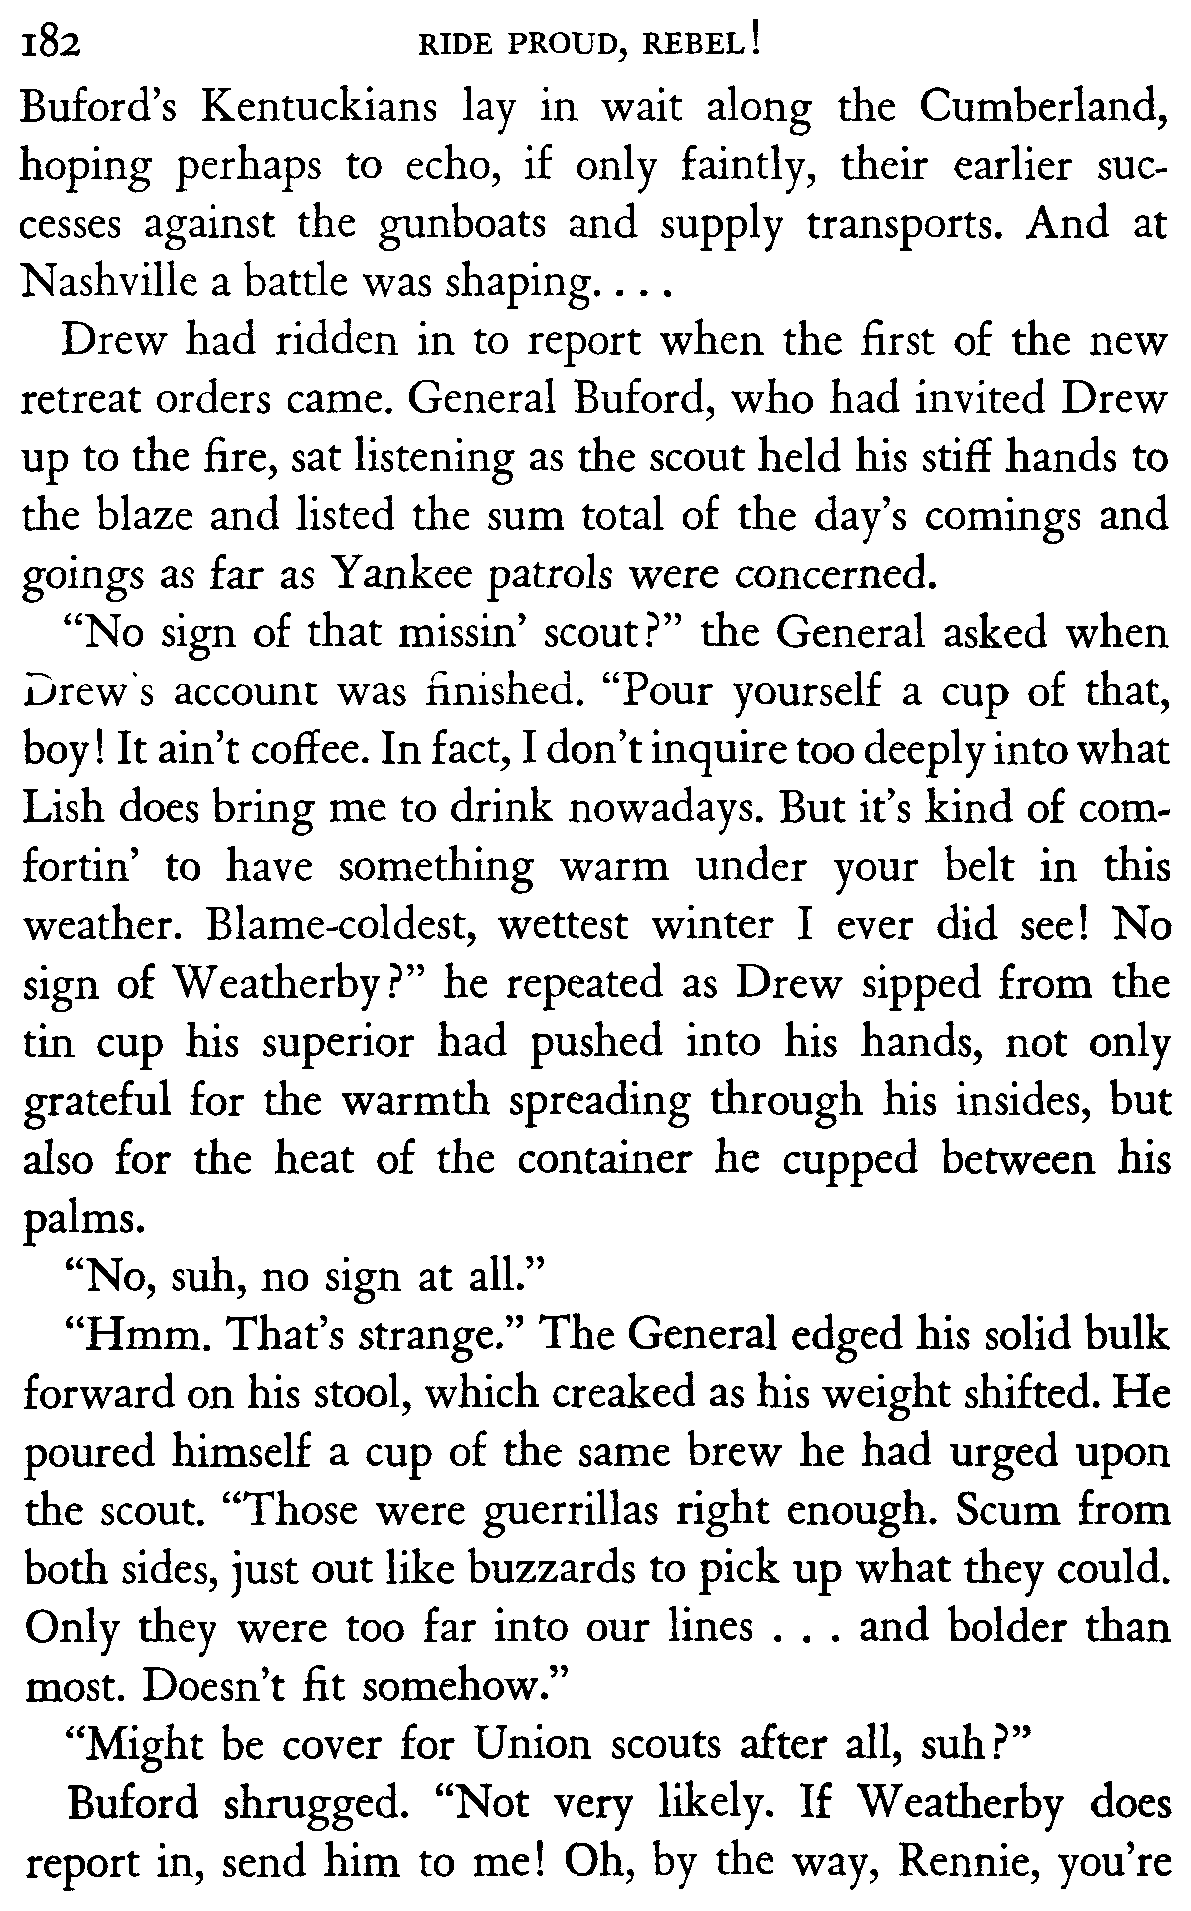 182 RIDE PROUD, REBEL!
Buford's Kentuckians lay in wait along the Cumberland,
hoping perhaps to echo, if only faintly, their earlier suc-
cesses against the gunboats and supply transports. And at
Nashville a battle was shaping. . . .
Drew had ridden in to report when the first of the new
retreat orders came. General Buford, who had invited Drew
up to the fire, sat listening as the scout held his stiff hands to
the blaze and listed the sum total of the day's comings and
goings as far as Yankee patrols were concerned.
“No sign of that missin’ scout?” the General asked when
Drew's account was finished. “Pour yourself a cup of that,
boy! It ain't coffee. In fact, I don't inquire too deeply into what
Lish does bring me to drink nowadays. But it's kind of com-
fortin’ to have something warm under your belt in this
weather. Blame-coldest, wettest winter I ever did see! No
sign of Weatherby?” he repeated as Drew sipped from the
tin cup his superior had pushed into his hands, not only
grateful for the warmth spreading through his insides, but
also for the heat of the container he cupped between his
palms.
“No, suh, no sign at all.”
“Hmm. That's strange.” The General edged his solid bulk
forward on his stool, which creaked as his weight shifted. He
poured himself a cup of the same brew he had urged upon
the scout. “Those were guerrillas right enough. Scum from
both sides, just out like buzzards to pick up what they could.
Only they were too far into our lines . . . and bolder than
most. Doesn't fit somehow.”
“Might be cover for Union scouts after all, suh?”
Buford shrugged. “Not very likely. If Weatherby does
report in, send him to me! Oh, by the way, Rennie, you're